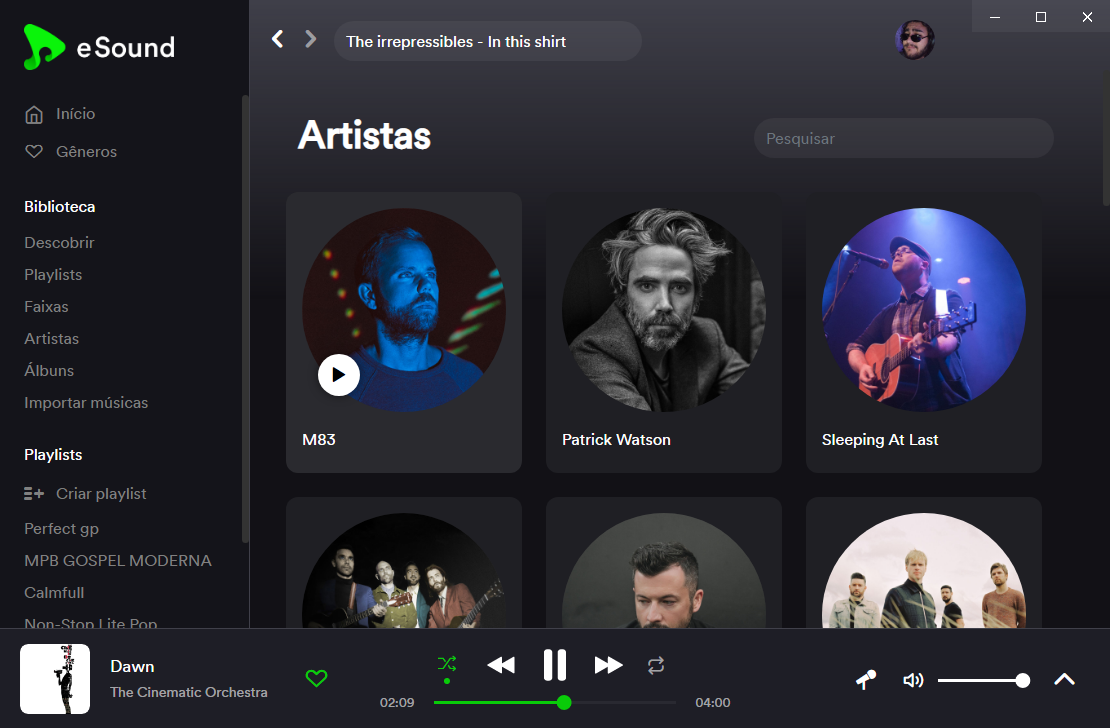 eSound
The irrepressibles - In this shirt
Início
Gêneros
Biblioteca
Descobrir
Playlists
Faixas
Artistas
Álbuns
Importar músicas
Playlists
Criar playlist
Perfect gp
MPB GOSPEL MODERNA
Calmfull
Non-Stop Lite Pop
Artistas
Pesquisar
M83
Patrick Watson
Sleeping At Last
Dawn
The Cinematic Orchestra
02:09
04:00